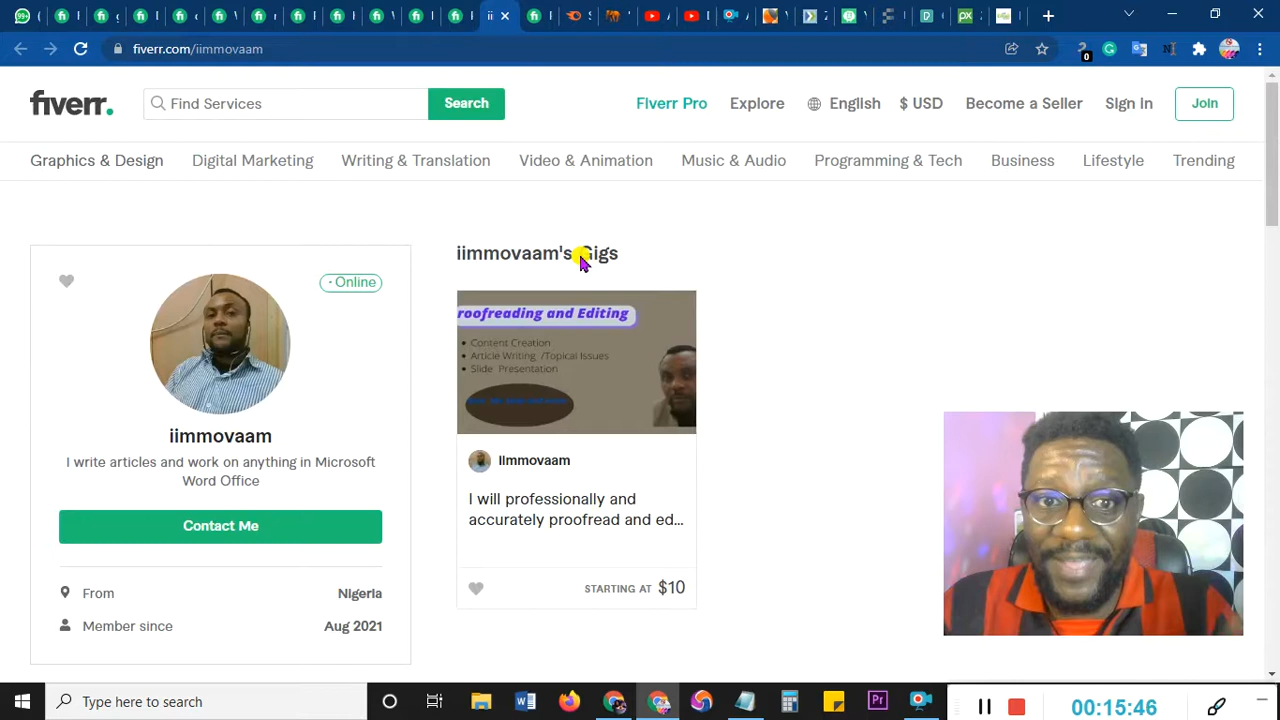 99+
ii
fiverr.com/iimmovaam
0
fiverr.
Find Services
Search
Fiverr Pro
Explore
English
$ USD
Become a Seller
Sign in
Join
Graphics & Design
Digital Marketing
Writing & Translation
Video & Animation
Music & Audio
Programming & Tech
Business
Lifestyle
Trending
Online
iimmovaam
I write articles and work on anything in Microsoft
Word Office
Contact Me
From
Nigeria
Member since
Aug 2021
iimmovaam's Gigs
roofreading and Editing
Content Creation
Article Writing /Topical Issues
Slide Presentation
iimmovaam
I will professionally and
accurately proofread and ed...
STARTING AT $10
Type here to search
Pr
00:15:46